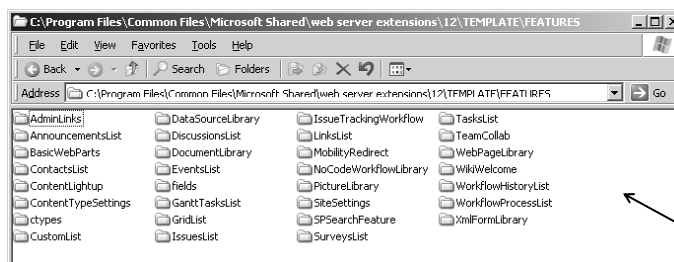 C:\Program Files\Common Files\Microsoft Shared\web server extensions\12\TEMPLATE\FEATURES
File Edit View Favorites Tools Help
Back Search Folders
Address C:\Program Files\Common Files\Microsoft Shared\web server extensions\12\TEMPLATE\FEATURES Go
AdminLinks DataSourceLibrary IssueTrackingWorkflow TasksList
AnnouncementsList DiscussionsList LinksList TeamCollab
BasicWebParts DocumentLibrary MobilityRedirect WebPageLibrary
ContactsList EventsList NoCodeWorkflowLibrary WikiWelcome
ContentLightup fields PictureLibrary WorkflowHistoryList
ContentTypeSettings GanttTasksList SiteSettings WorkflowProcessList
ctypes GridList SPSearchFeature XmlFormLibrary
CustomList IssuesList SurveysList